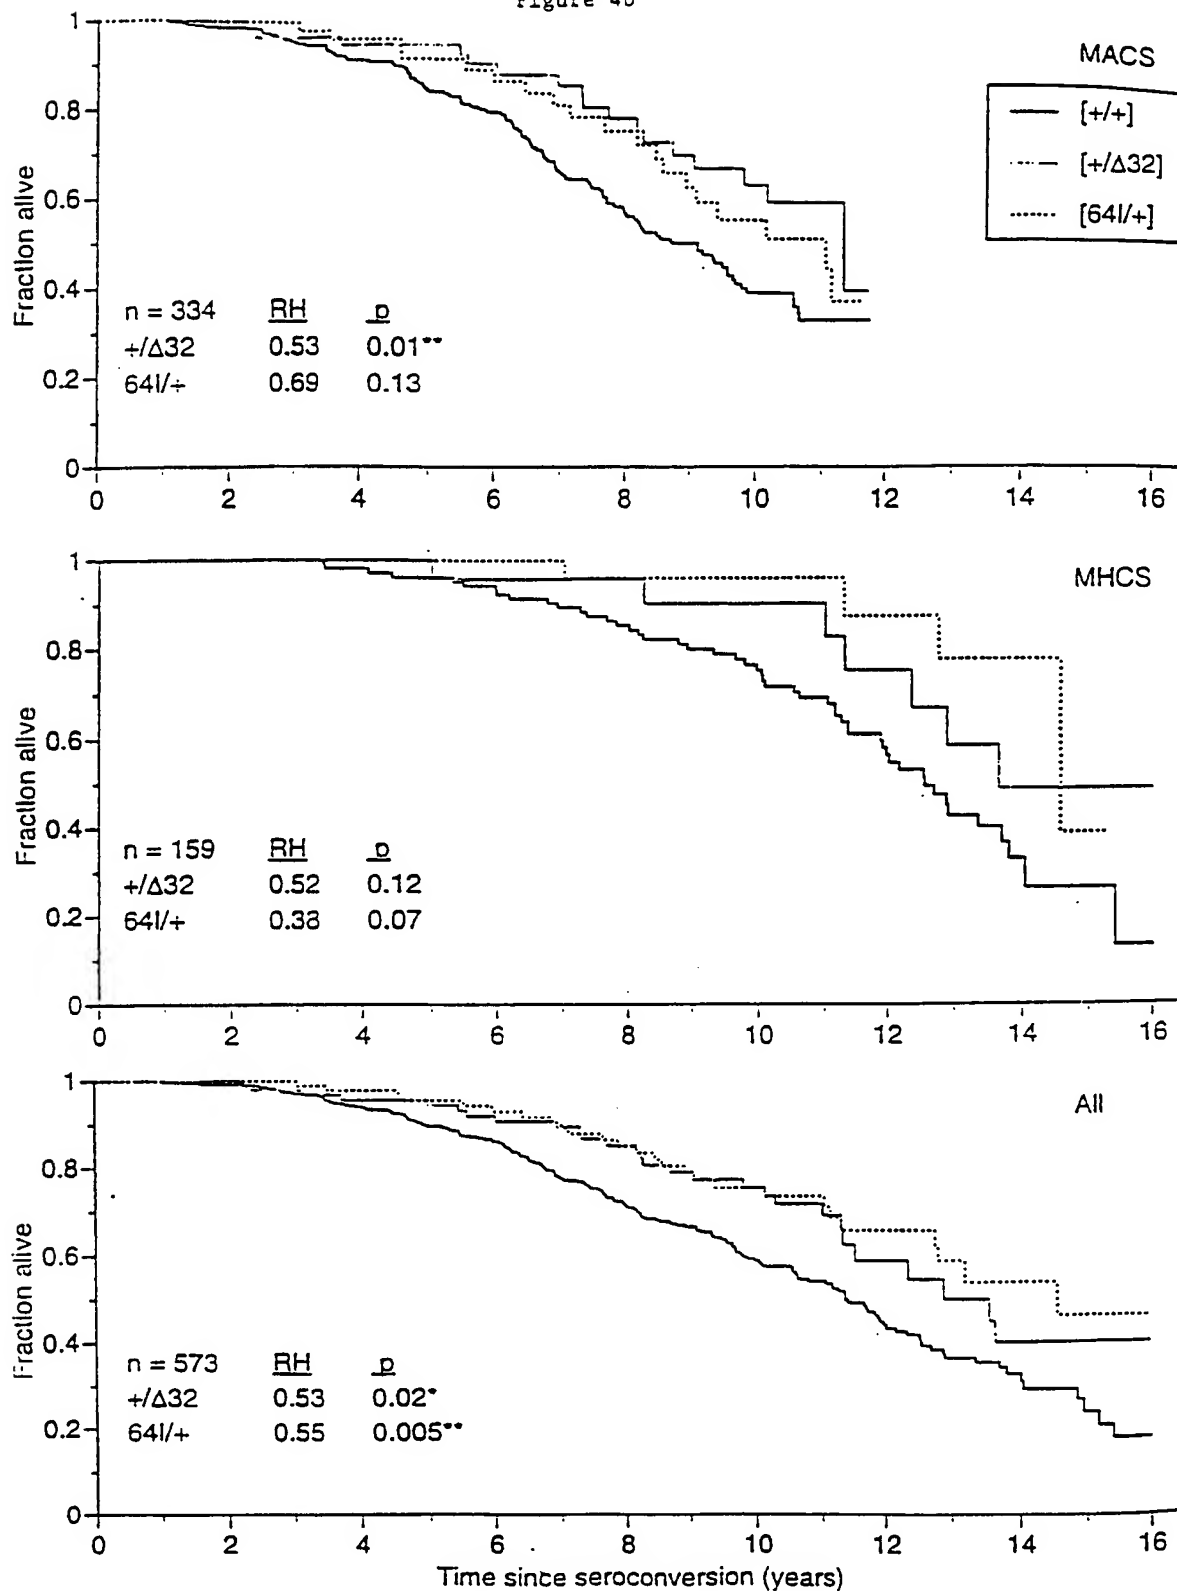 Figure 4b
MACS
[+/+]
[+/Δ32]
[64I/+]
Fraction alive
1
0.8
0.6
0.4
0.2
0
n = 334 RH p
+/Δ32 0.53 0.01**
64I/+ 0.69 0.13
0 2 4 6 8 10 12 14 16
MHCS
Fraction alive
1
0.8
0.6
0.4
0.2
0
n = 159 RH p
+/Δ32 0.52 0.12
64I/+ 0.38 0.07
0 2 4 6 8 10 12 14 16
All
Fraction alive
1
0.8
0.6
0.4
0.2
0
n = 573 RH p
+/Δ32 0.53 0.02*
64I/+ 0.55 0.005**
0 2 4 6 8 10 12 14 16
Time since seroconversion (years)